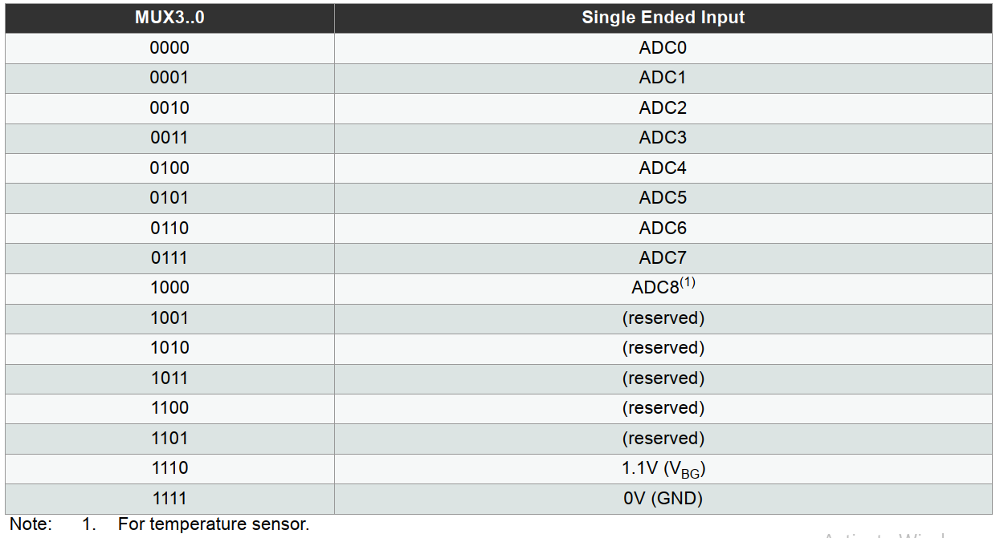 MUX3..0 Single Ended Input
0000 ADC0
0001 ADC1
0010 ADC2
0011 ADC3
0100 ADC4
0101 ADC5
0110 ADC6
0111 ADC7
1000 ADC8(1)
1001 (reserved)
1010 (reserved)
1011 (reserved)
1100 (reserved)
1101 (reserved)
1110 1.1V (VBG)
1111 0V (GND)
Note: 1. For temperature sensor.